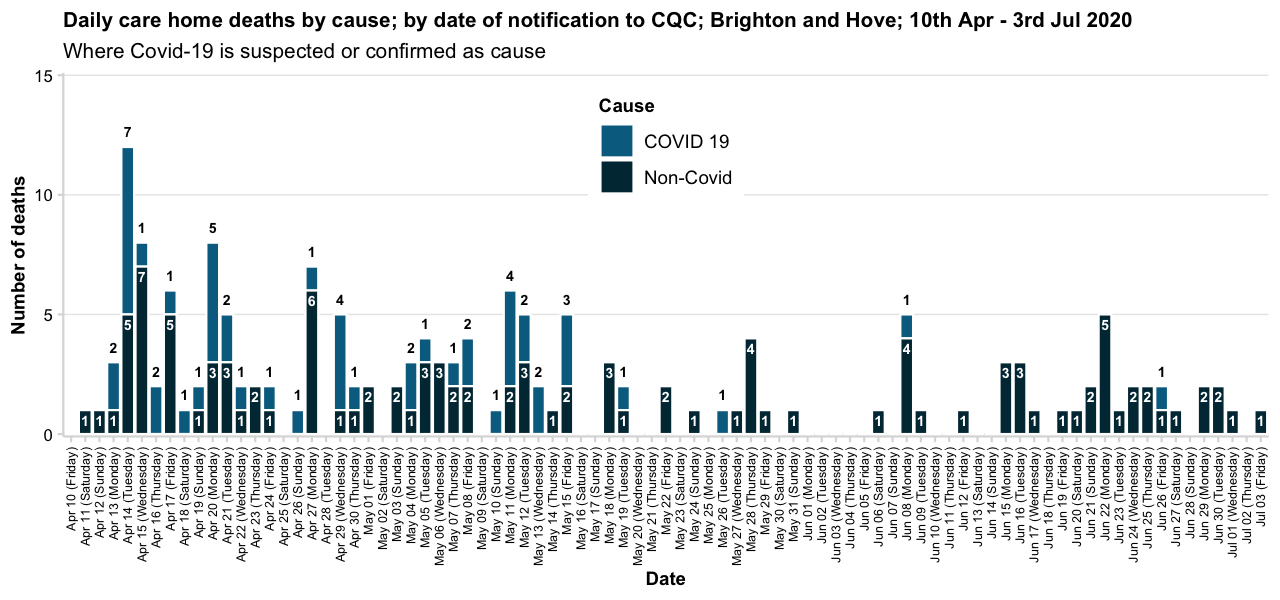 Daily care home deaths by cause; by date of notification to CQC; Brighton and Hove; 10th Apr - 3rd Jul 2020
Where Covid-19 is suspected or confirmed as cause
Number of deaths
15
10
5
0
Cause
COVID 19
Non-Covid
2 7 1 2 1 1 1 5 2 1 1 1 1 4 1 2 1 1 2 1 4 2 2 3 1 1 1 1
1 1 1 5 7 5 1 3 3 1 2 1 6 1 1 2 2 1 3 3 2 2 2 3 1 2 3 1 2 1 1 4 1 1 1 4 1 1 3 3 1 1 1 2 5 1 2 2 1 1 2 2 1 1
Apr 10 (Friday)
Apr 11 (Saturday)
Apr 12 (Sunday)
Apr 13 (Monday)
Apr 14 (Tuesday)
Apr 15 (Wednesday)
Apr 16 (Thursday)
Apr 17 (Friday)
Apr 18 (Saturday)
Apr 19 (Sunday)
Apr 20 (Monday)
Apr 21 (Tuesday)
Apr 22 (Wednesday)
Apr 23 (Thursday)
Apr 24 (Friday)
Apr 25 (Saturday)
Apr 26 (Sunday)
Apr 27 (Monday)
Apr 28 (Tuesday)
Apr 29 (Wednesday)
Apr 30 (Thursday)
May 01 (Friday)
May 02 (Saturday)
May 03 (Sunday)
May 04 (Monday)
May 05 (Tuesday)
May 06 (Wednesday)
May 07 (Thursday)
May 08 (Friday)
May 09 (Saturday)
May 10 (Sunday)
May 11 (Monday)
May 12 (Tuesday)
May 13 (Wednesday)
May 14 (Thursday)
May 15 (Friday)
May 16 (Saturday)
May 17 (Sunday)
May 18 (Monday)
May 19 (Tuesday)
May 20 (Wednesday)
May 21 (Thursday)
May 22 (Friday)
May 23 (Saturday)
May 24 (Sunday)
May 25 (Monday)
May 26 (Tuesday)
May 27 (Wednesday)
May 28 (Thursday)
May 29 (Friday)
May 30 (Saturday)
May 31 (Sunday)
Jun 01 (Monday)
Jun 02 (Tuesday)
Jun 03 (Wednesday)
Jun 04 (Thursday)
Jun 05 (Friday)
Jun 06 (Saturday)
Jun 07 (Sunday)
Jun 08 (Monday)
Jun 09 (Tuesday)
Jun 10 (Wednesday)
Jun 11 (Thursday)
Jun 12 (Friday)
Jun 13 (Saturday)
Jun 14 (Sunday)
Jun 15 (Monday)
Jun 16 (Tuesday)
Jun 17 (Wednesday)
Jun 18 (Thursday)
Jun 19 (Friday)
Jun 20 (Saturday)
Jun 21 (Sunday)
Jun 22 (Monday)
Jun 23 (Tuesday)
Jun 24 (Wednesday)
Jun 25 (Thursday)
Jun 26 (Friday)
Jun 27 (Saturday)
Jun 28 (Sunday)
Jun 29 (Monday)
Jun 30 (Tuesday)
Jul 01 (Wednesday)
Jul 02 (Thursday)
Jul 03 (Friday)
Date